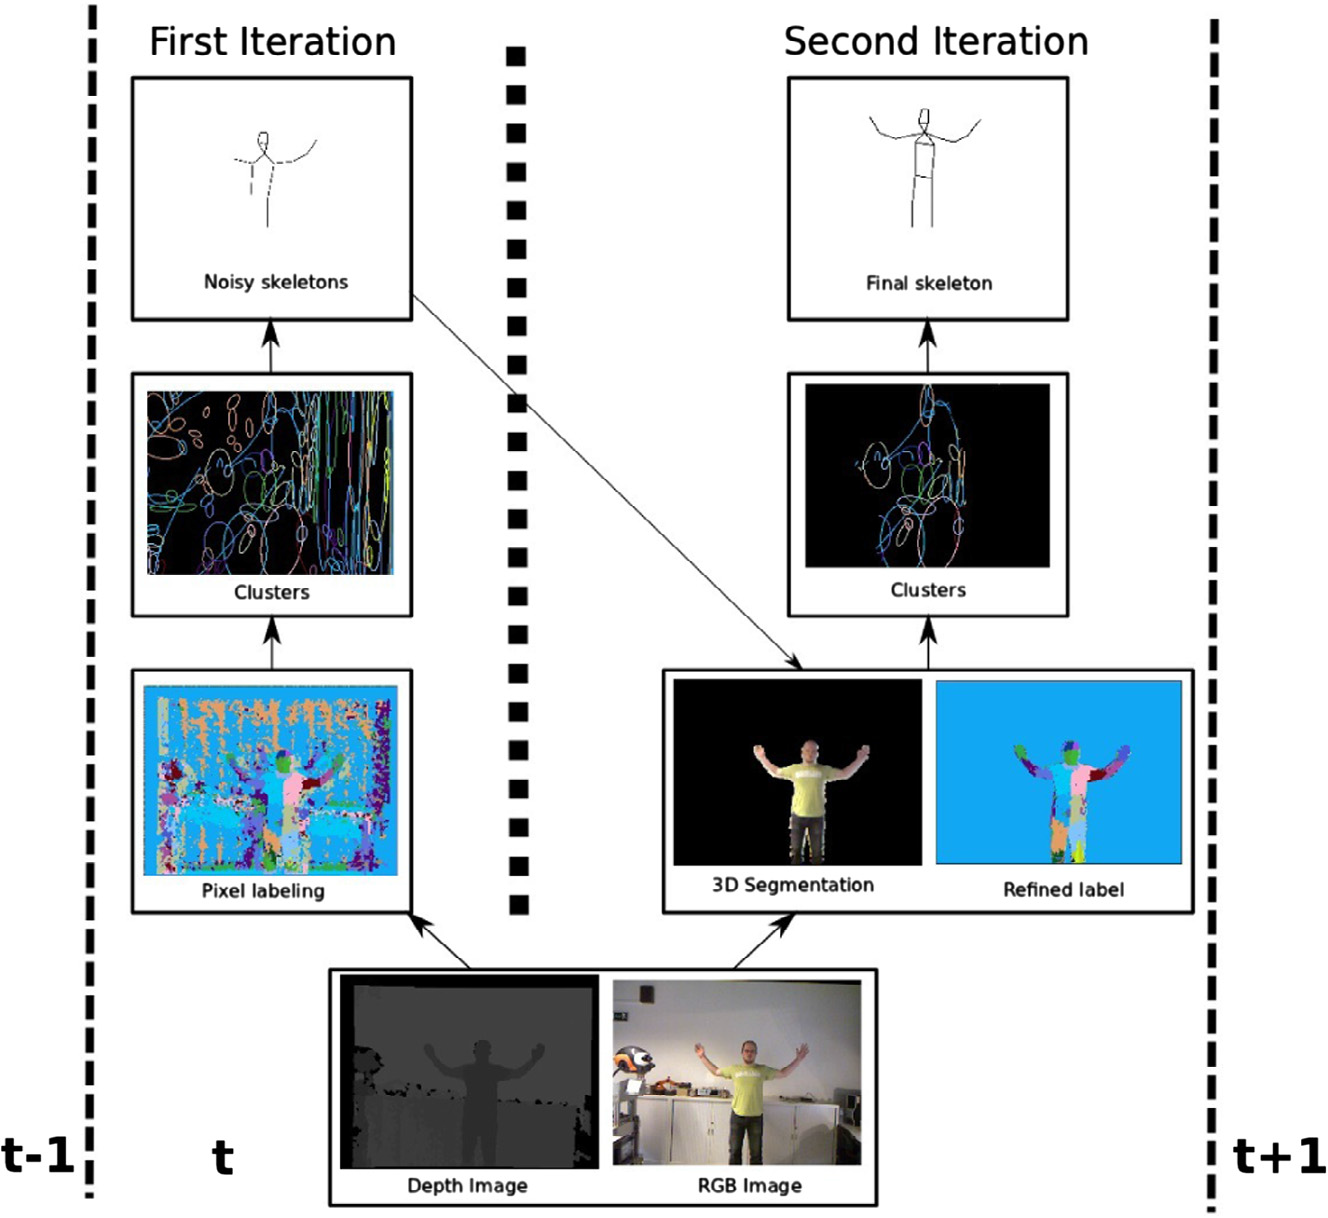 First Iteration
Second Iteration
Noisy skeletons
Final skeleton
Clusters
Clusters
Pixel labeling
3D Segmentation
Refined label
t-1
t
t+1
Depth Image
RGB Image